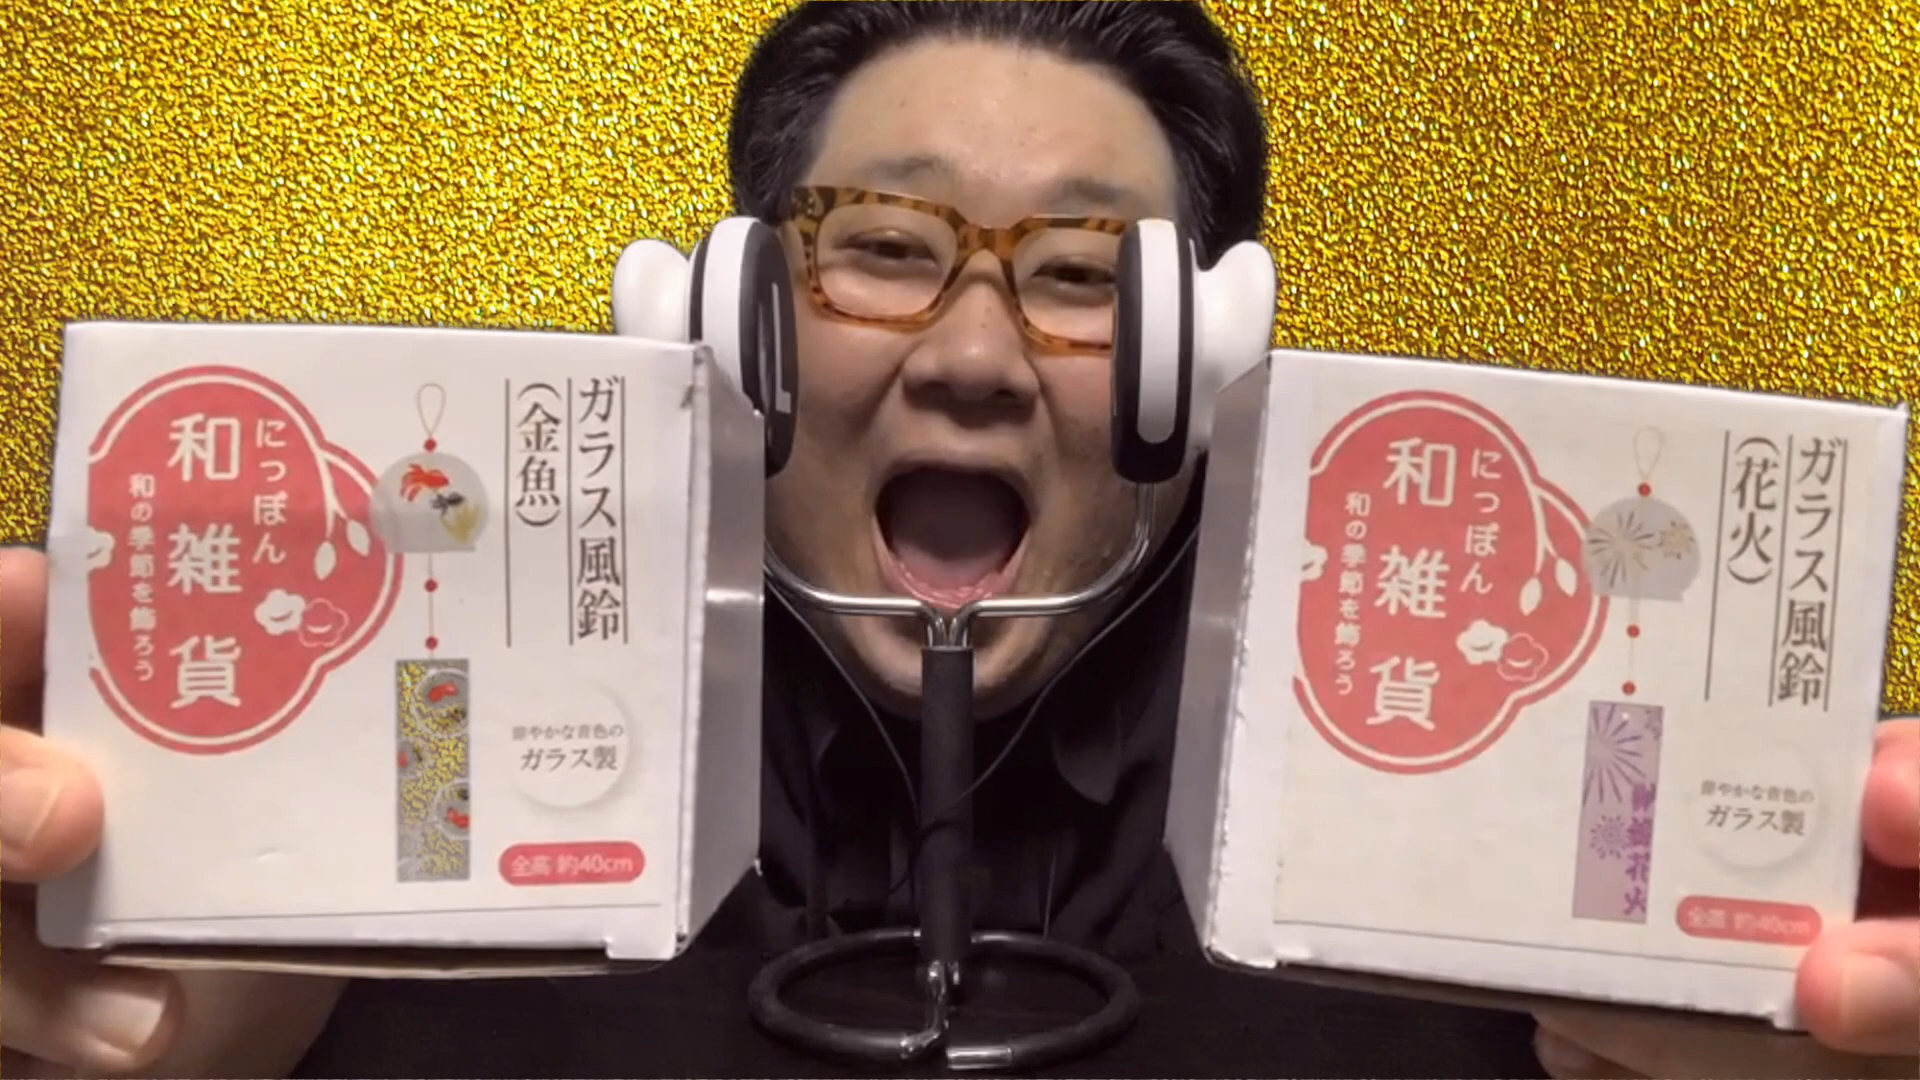 にっぽん
和雑貨
和の季節を飾ろう
ガラス風鈴
（金魚）
涼やかな音色の
ガラス製
全高 約40cm
L
にっぽん
和雑貨
和の季節を飾ろう
ガラス風鈴
（花火）
涼やかな音色の
ガラス製
全高 約40cm